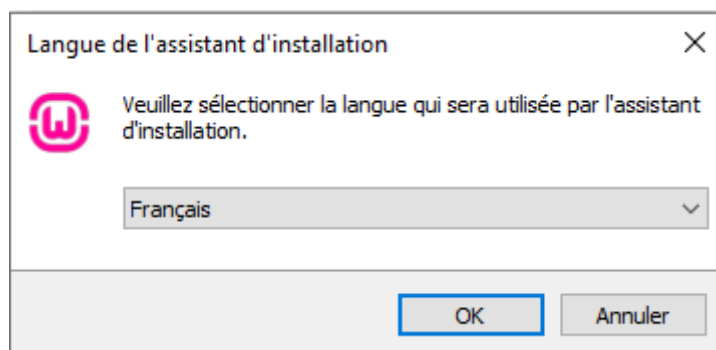 Langue de l'assistant d'installation
Veuillez sélectionner la langue qui sera utilisée par l'assistant
d'installation.
Français
OK
Annuler